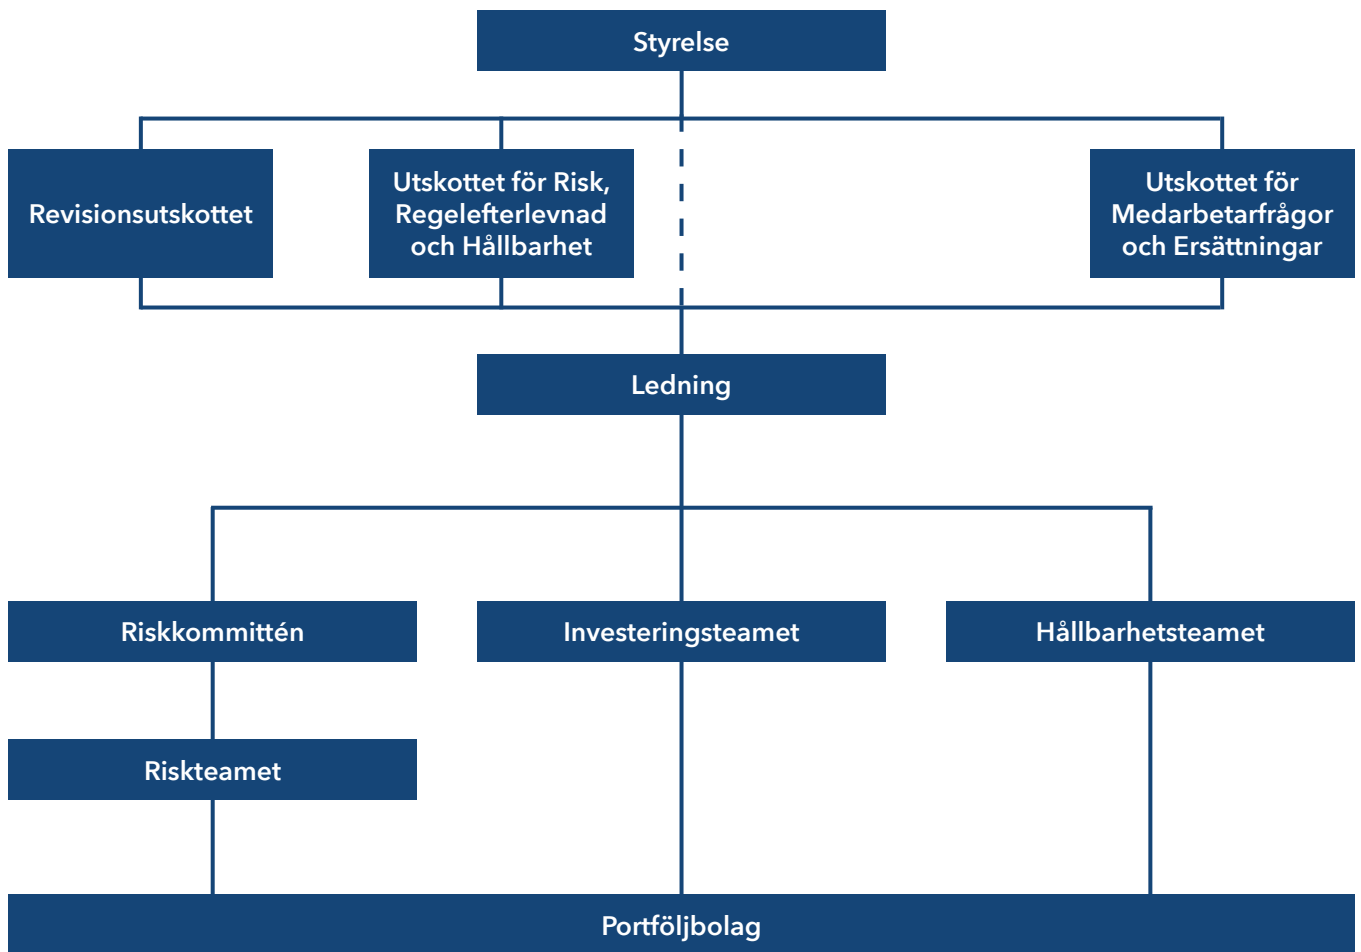 Styrelse
Revisionsutskottet
Utskottet för Risk,
Regelefterlevnad
och Hållbarhet
Utskottet för
Medarbetarfrågor
och Ersättningar
Ledning
Riskkommittén
Investeringsteamet
Hållbarhetsteamet
Riskteamet
Portföljbolag